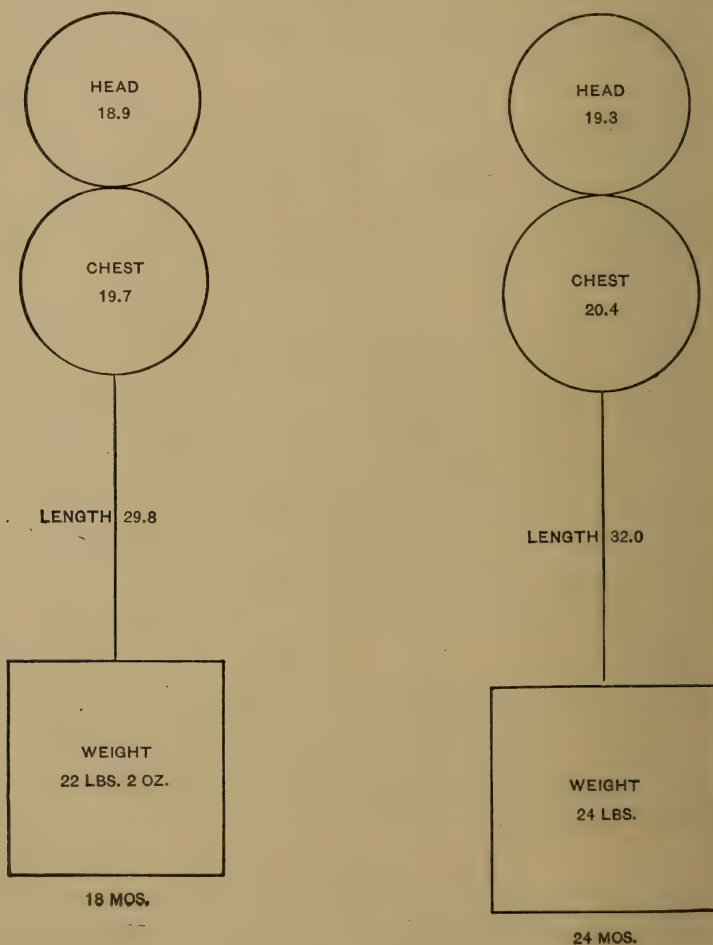 HEAD
18.9
CHEST
19.7
LENGTH 29.8
WEIGHT
22 LBS. 2 OZ.
18 MOS.
HEAD
19.3
CHEST
20.4
LENGTH 32.0
WEIGHT
24 LBS.
24 MOS.